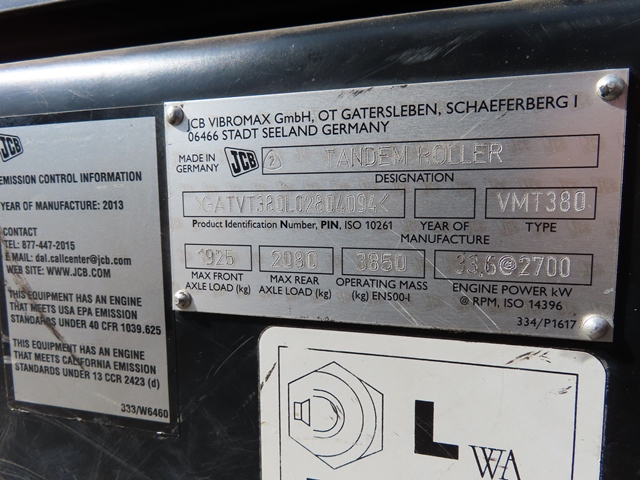 JCB
EMISSION CONTROL INFORMATION
YEAR OF MANUFACTURE: 2013
CONTACT
TEL: 877-447-2015
E-MAIL: dal.callcenter@jcb.com
WEB SITE: WWW.JCB.COM
THIS EQUIPMENT HAS AN ENGINE
THAT MEETS USA EPA EMISSION
STANDARDS UNDER 40 CFR 1039.625
THIS EQUIPMENT HAS AN ENGINE
THAT MEETS CALIFORNIA EMISSION
STANDARDS UNDER 13 CCR 2423 (d)
333/W6460
JCB VIBROMAX GmbH, OT GATERSLEBEN, SCHAEFERBERG 1
06466 STADT SEELAND GERMANY
MADE IN
GERMANY
JCB
2 TANDEM ROLLER
DESIGNATION
GATVT380L02804094
VMT380
Product Identification Number, PIN, ISO 10261
YEAR OF
MANUFACTURE
TYPE
1925
2080
3850
33,6@2700
MAX FRONT
AXLE LOAD (kg)
MAX REAR
AXLE LOAD (kg)
OPERATING MASS
(kg) EN500-1
ENGINE POWER kW
@ RPM, ISO 14396
334/P1617
L WA